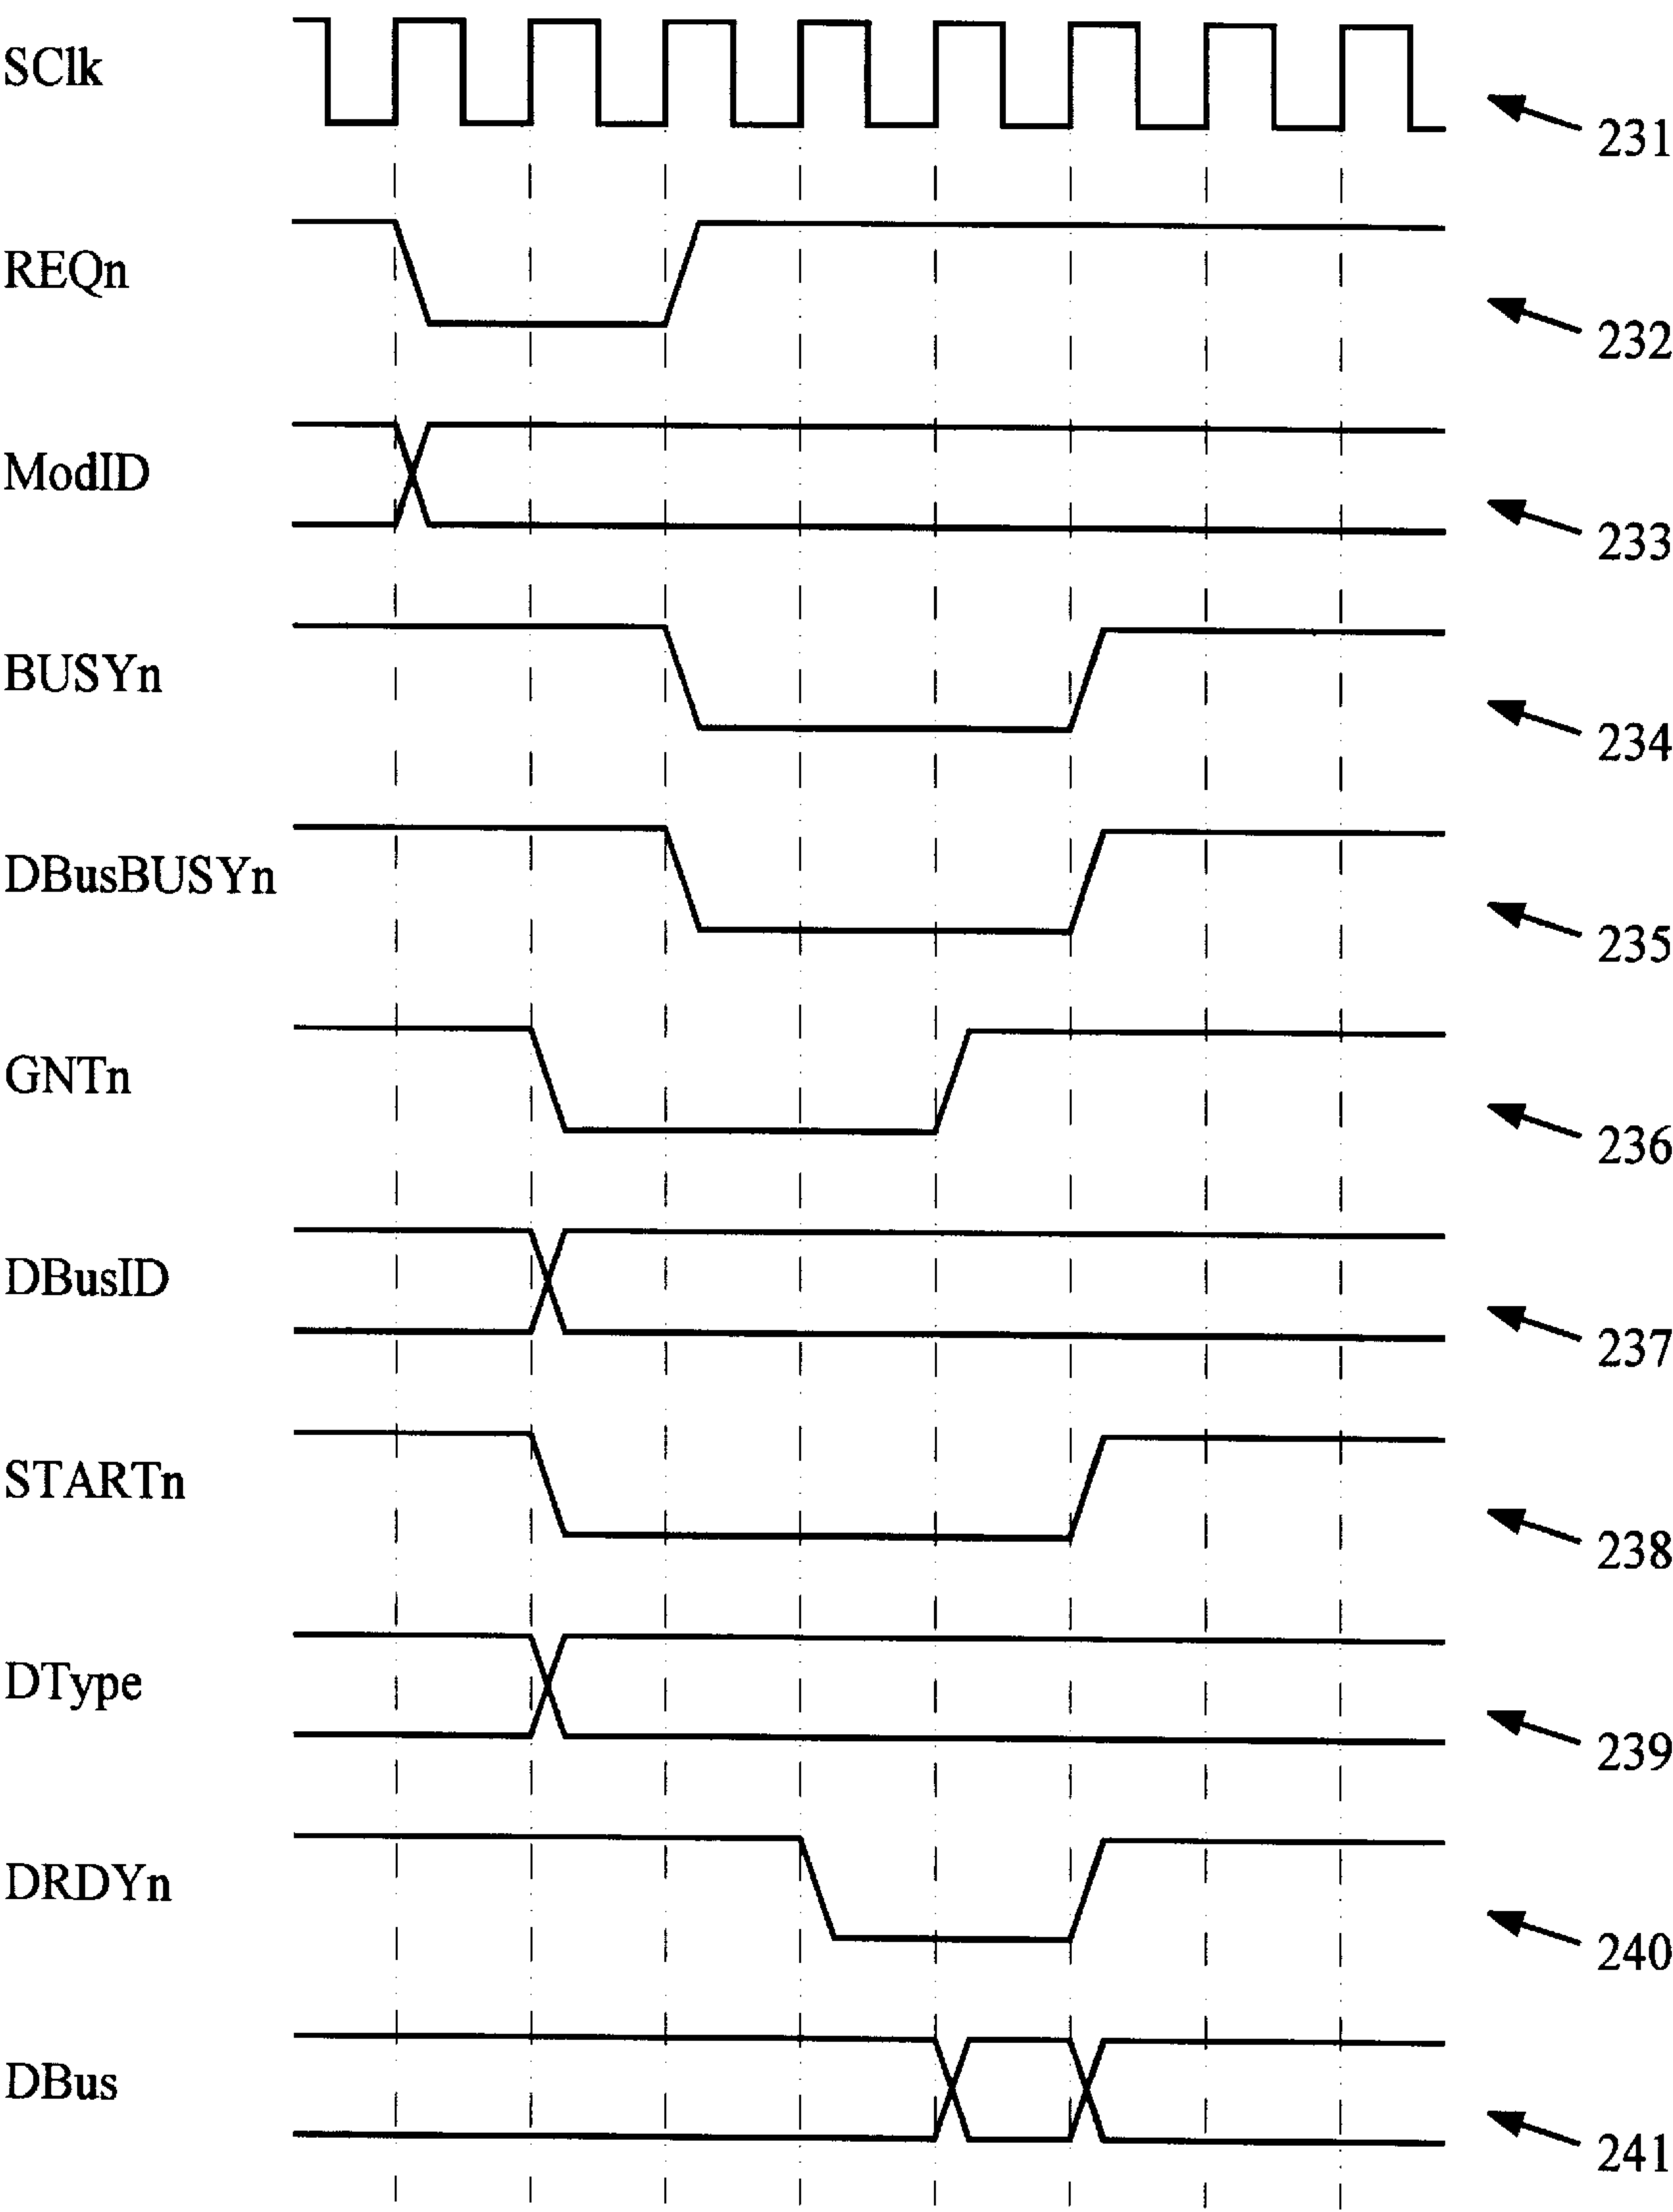 SClk
231
REQn
232
ModID
233
BUSYn
234
DBusBUSYn
235
GNTn
236
DBusID
237
STARTn
238
DType
239
DRDYn
240
DBus
241